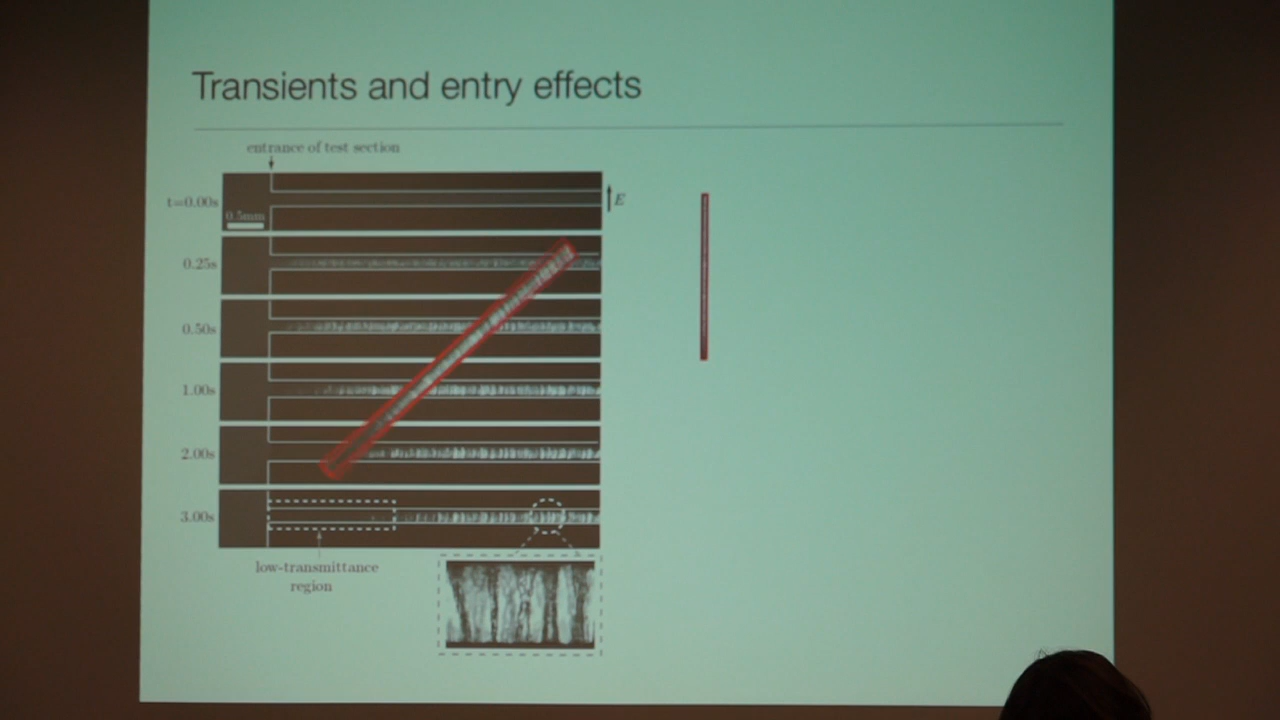 Transients and entry effects
entrance of test section
t=0.00s
E
0.5mm
0.25s
0.50s
1.00s
2.00s
3.00s
low-transmittance
region